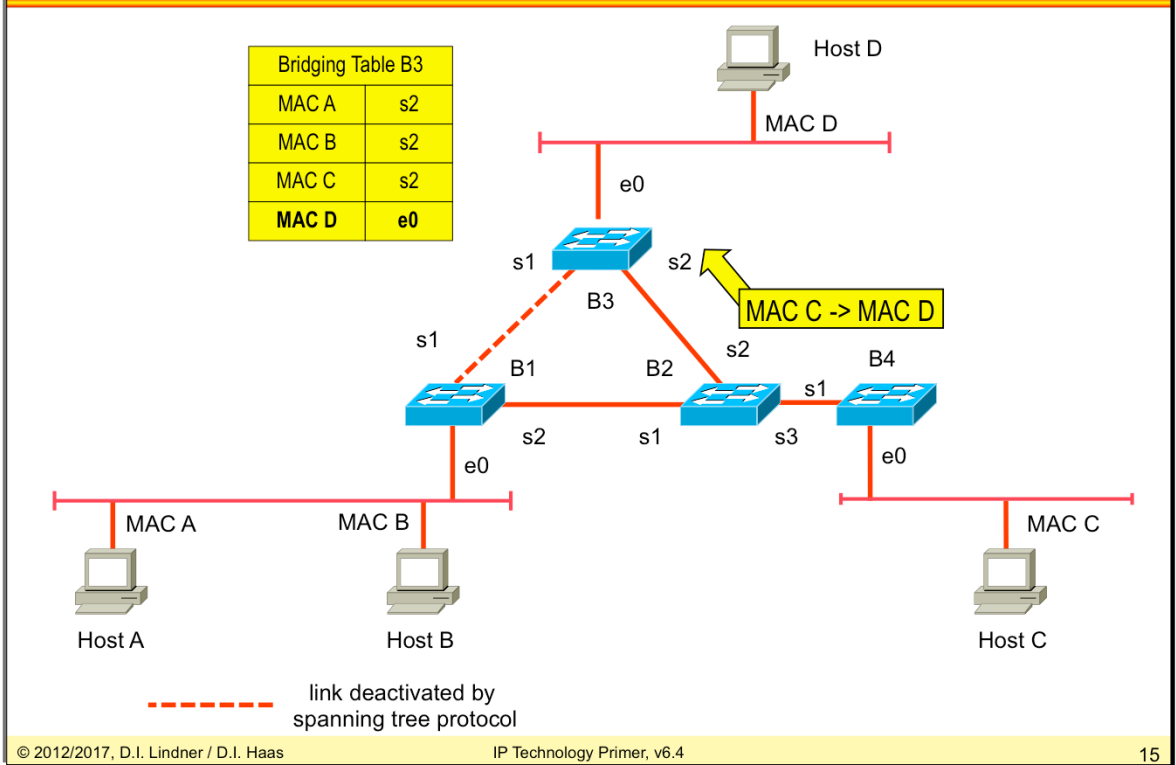 Bridging Table B3
MAC A s2
MAC B s2
MAC C s2
MAC D e0
Host D
MAC D
e0
s1
s2
B3
MAC C -> MAC D
s1
s2
B1
B2
B4
s1
s2
s1
s3
e0
e0
MAC A
MAC B
MAC C
Host A
Host B
Host C
link deactivated by
spanning tree protocol
© 2012/2017, D.I. Lindner / D.I. Haas
IP Technology Primer, v6.4
15